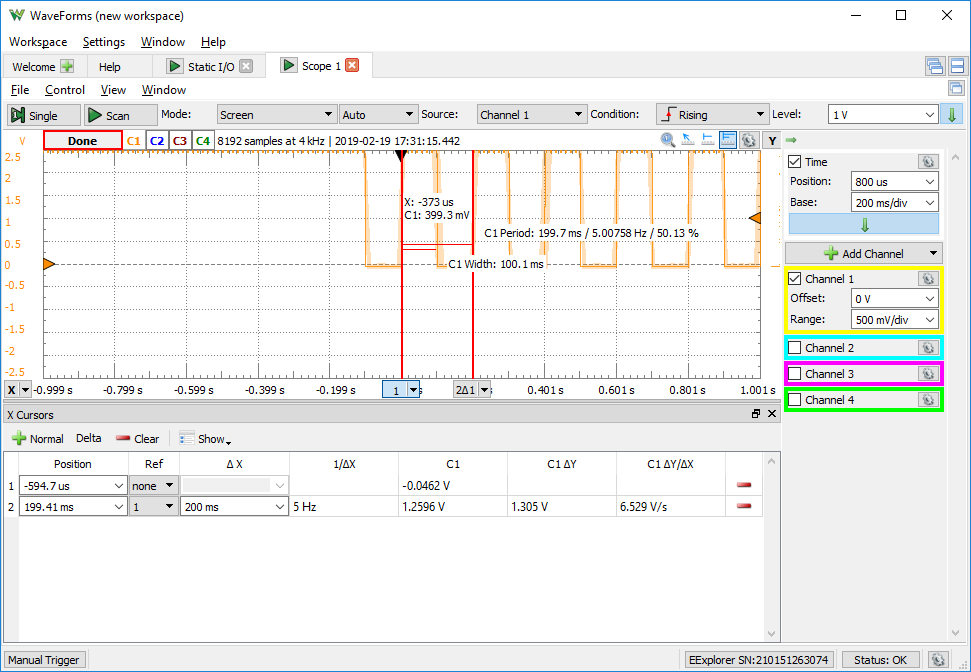 WaveForms (new workspace)
Workspace Settings Window Help
Welcome Help Static I/O Scope 1
File Control View Window
Single Scan Mode: Screen Auto Source: Channel 1 Condition: Rising Level: 1 V
V Done C1 C2 C3 C4 8192 samples at 4 kHz | 2019-02-19 17:31:15.442 Y
2.5
2
1.5
1
0.5
0
-0.5
-1
-1.5
-2
-2.5
X: -373 us
C1: 399.3 mV
C1 Period: 199.7 ms / 5.00758 Hz / 50.13 %
C1 Width: 100.1 ms
X -0.999 s -0.799 s -0.599 s -0.399 s -0.199 s 1 2Δ1 s 0.401 s 0.601 s 0.801 s 1.001 s
Time
Position: 800 us
Base: 200 ms/div
Add Channel
Channel 1
Offset: 0 V
Range: 500 mV/div
Channel 2
Channel 3
Channel 4
X Cursors
Normal Delta Clear Show
Position Ref Δ X 1/ΔX C1 C1 ΔY C1 ΔY/ΔX
1 -594.7 us none -0.0462 V
2 199.41 ms 1 200 ms 5 Hz 1.2596 V 1.305 V 6.529 V/s
Manual Trigger EExplorer SN:210151263074 Status: OK